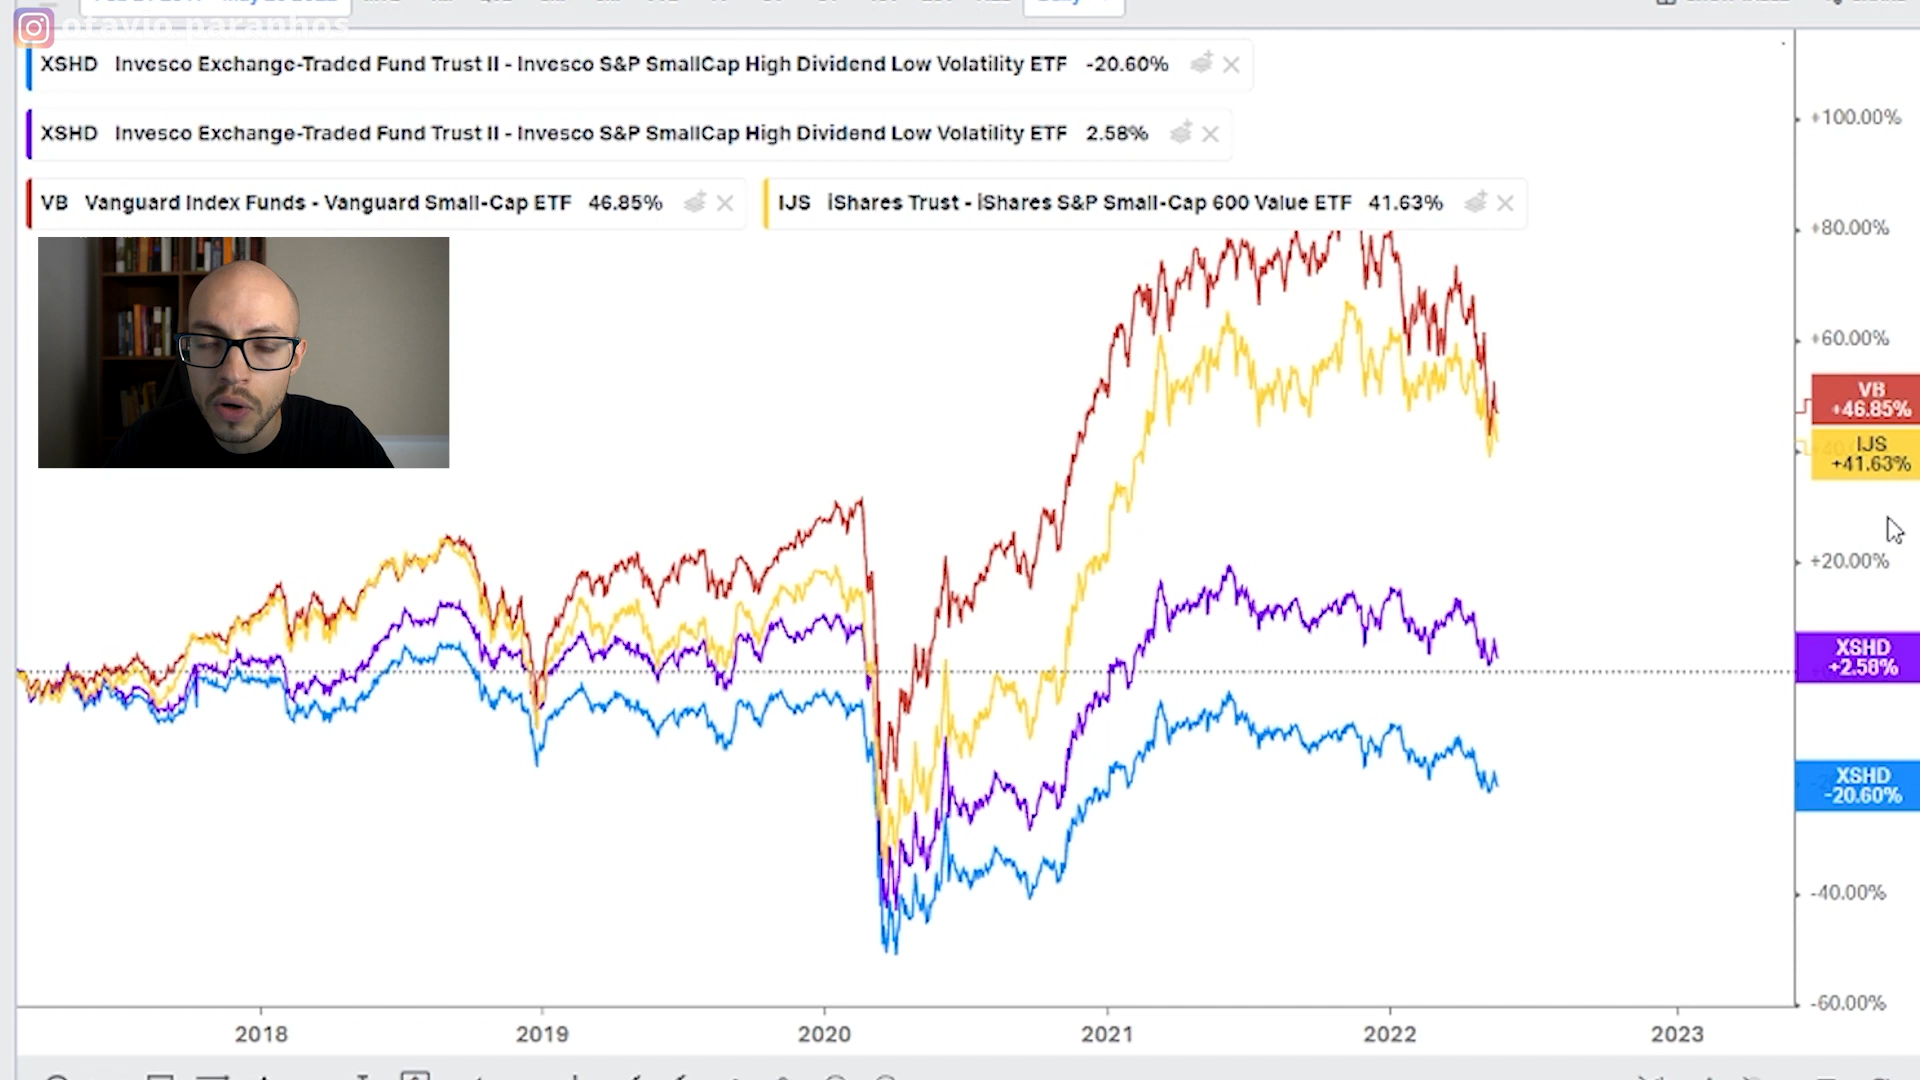 otavio.paranhos
XSHD Invesco Exchange-Traded Fund Trust II - Invesco S&P SmallCap High Dividend Low Volatility ETF -20.60%
XSHD Invesco Exchange-Traded Fund Trust II - Invesco S&P SmallCap High Dividend Low Volatility ETF 2.58%
VB Vanguard Index Funds - Vanguard Small-Cap ETF 46.85%
IJS iShares Trust - iShares S&P Small-Cap 600 Value ETF 41.63%
+100.00%
+80.00%
+60.00%
VB
+46.85%
IJS
+41.63%
+20.00%
XSHD
+2.58%
XSHD
-20.60%
-40.00%
-60.00%
2018 2019 2020 2021 2022 2023